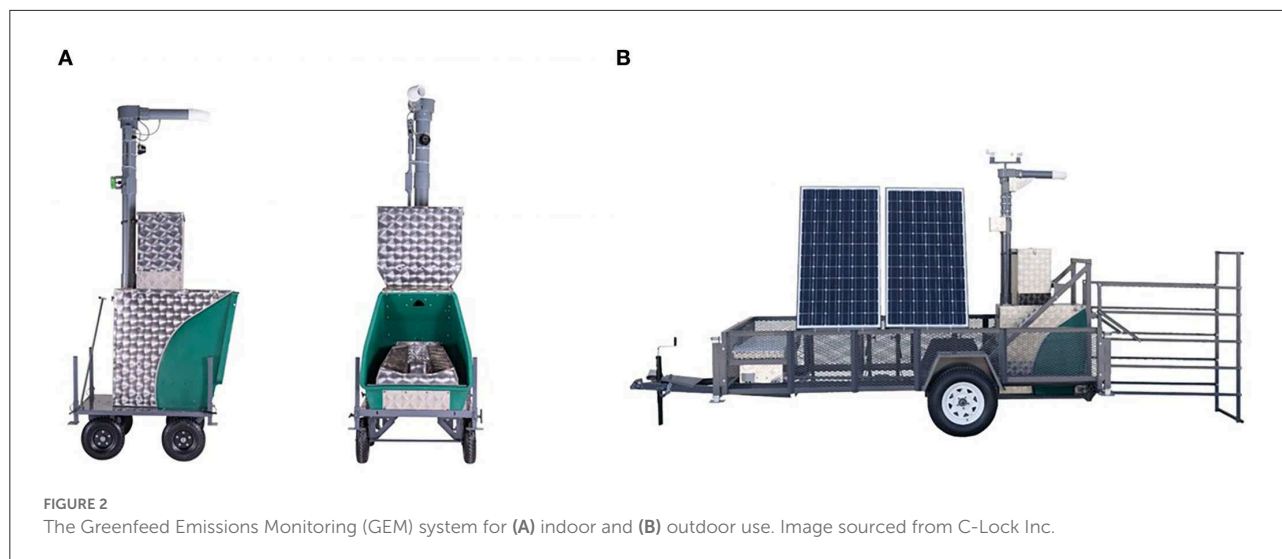 A
B
FIGURE 2
The Greenfeed Emissions Monitoring (GEM) system for (A) indoor and (B) outdoor use. Image sourced from C-Lock Inc.